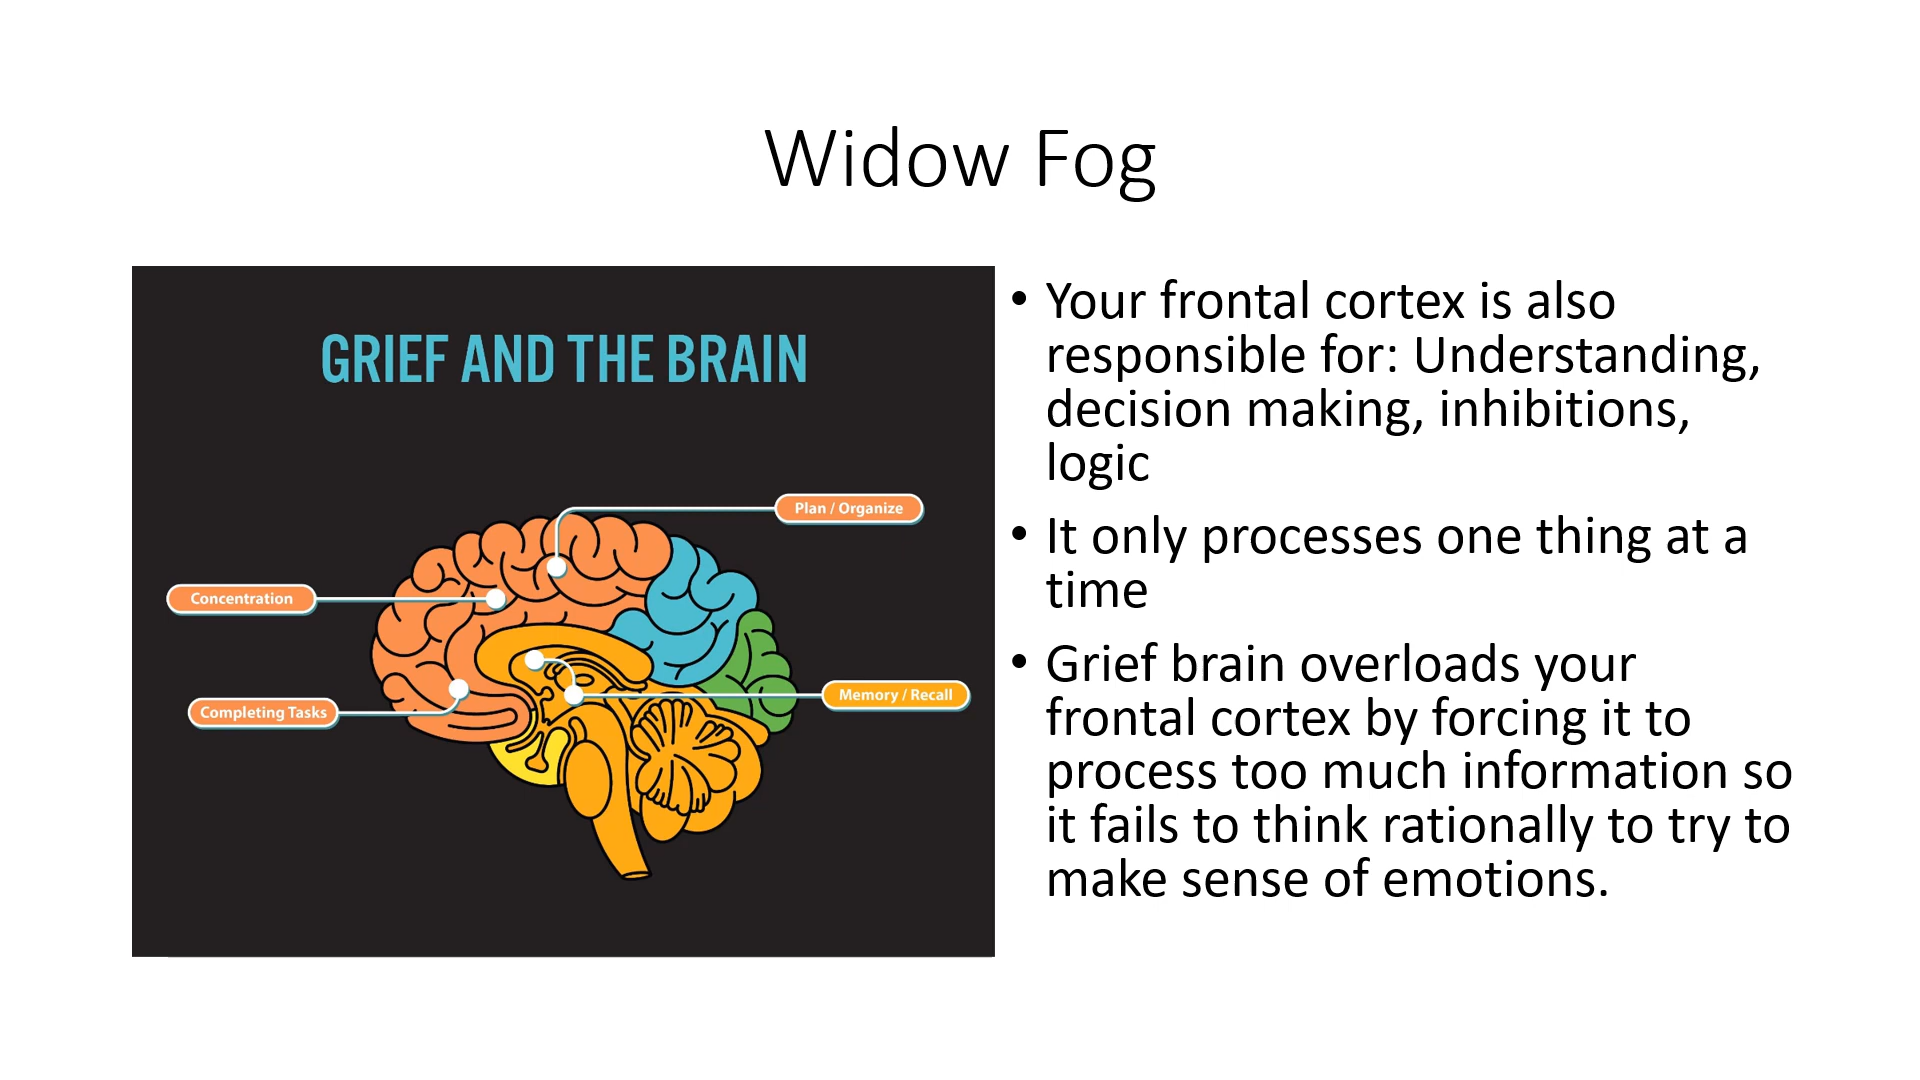 Widow Fog
GRIEF AND THE BRAIN
Plan / Organize
Concentration
Memory / Recall
Completing Tasks
• Your frontal cortex is also
responsible for: Understanding,
decision making, inhibitions,
logic
• It only processes one thing at a
time
• Grief brain overloads your
frontal cortex by forcing it to
process too much information so
it fails to think rationally to try to
make sense of emotions.